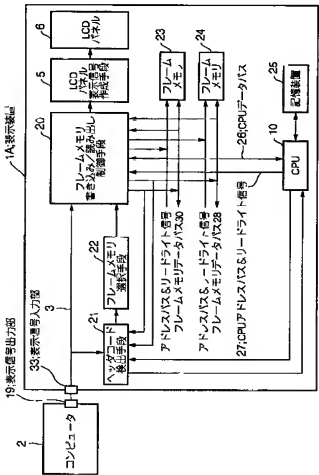 1A;表示装置
6
LCD
パネル
5
LCD
パネル
表示信号
作成手段
20
フレームメモリ
書き込み/読み出し
制御手段
23
フレーム
メモリ
24
フレーム
メモリ
25
記憶装置
10
CPU
26;CPUデータバス
アドレスバス&リードライト信号
フレームメモリデータバス30
アドレスバス&リードライト信号
フレームメモリデータバス28
27;CPUアドレスバス&リード信号
22
フレームメモリ
選択手段
21
ヘッダコード
検出手段
3
33;表示信号入力部
19;表示信号出力部
2
コンピュータ